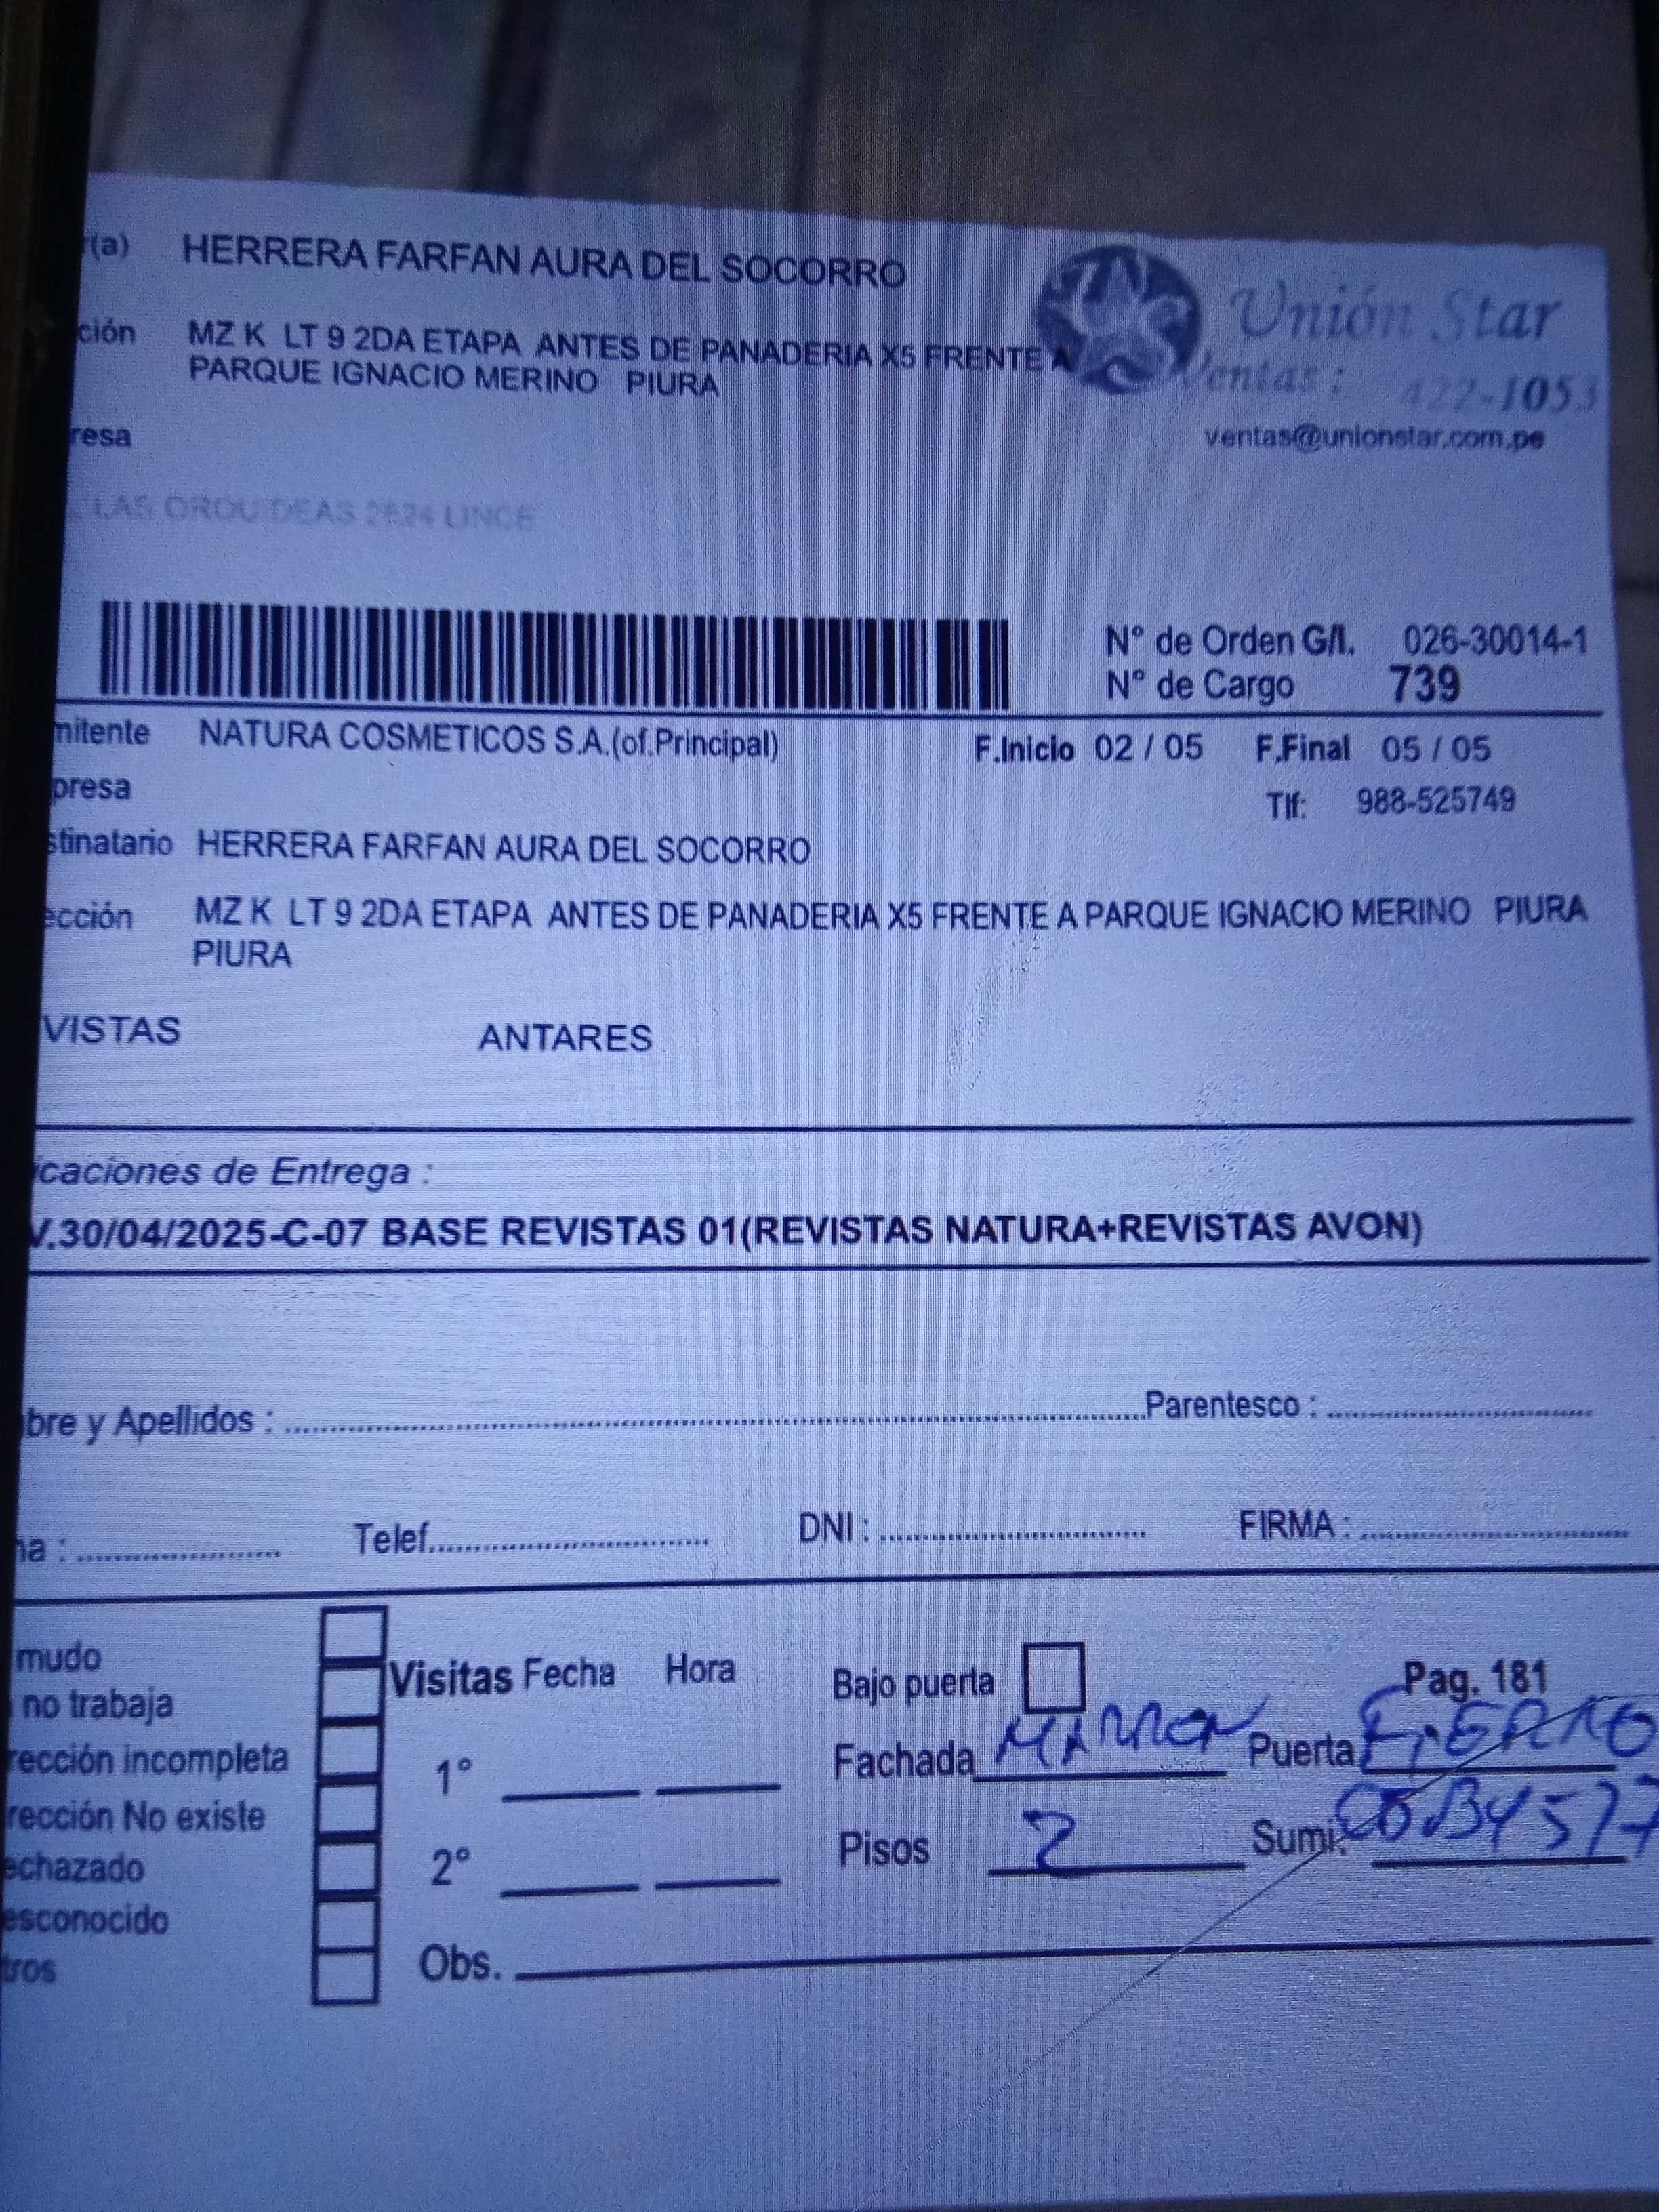 r(a) HERRERA FARFAN AURA DEL SOCORRO
Unión Star
ción MZ K LT 9 2DA ETAPA ANTES DE PANADERIA X5 FRENTE A
PARQUE IGNACIO MERINO PIURA
Ventas: 422-1053
resa
ventas@unionstar.com.pe
LAS ORQUIDEAS 2624 LINCE
N° de Orden G/I. 026-30014-1
N° de Cargo 739
mitente NATURA COSMETICOS S.A.(of.Principal) F.Inicio 02 / 05 F.Final 05 / 05
presa Tlf: 988-525749
stinatario HERRERA FARFAN AURA DEL SOCORRO
ección MZ K LT 9 2DA ETAPA ANTES DE PANADERIA X5 FRENTE A PARQUE IGNACIO MERINO PIURA
PIURA
VISTAS ANTARES
icaciones de Entrega :
V.30/04/2025-C-07 BASE REVISTAS 01(REVISTAS NATURA+REVISTAS AVON)
bre y Apellidos : Parentesco :
ha : Telef. DNI : FIRMA :
mudo
no trabaja
rección incompleta
rección No existe
echazado
esconocido
tros
Visitas Fecha Hora
1°
2°
Obs.
Bajo puerta Pag. 181
Fachada MARRON Puerta FIERRO
Pisos 2 Sumi.